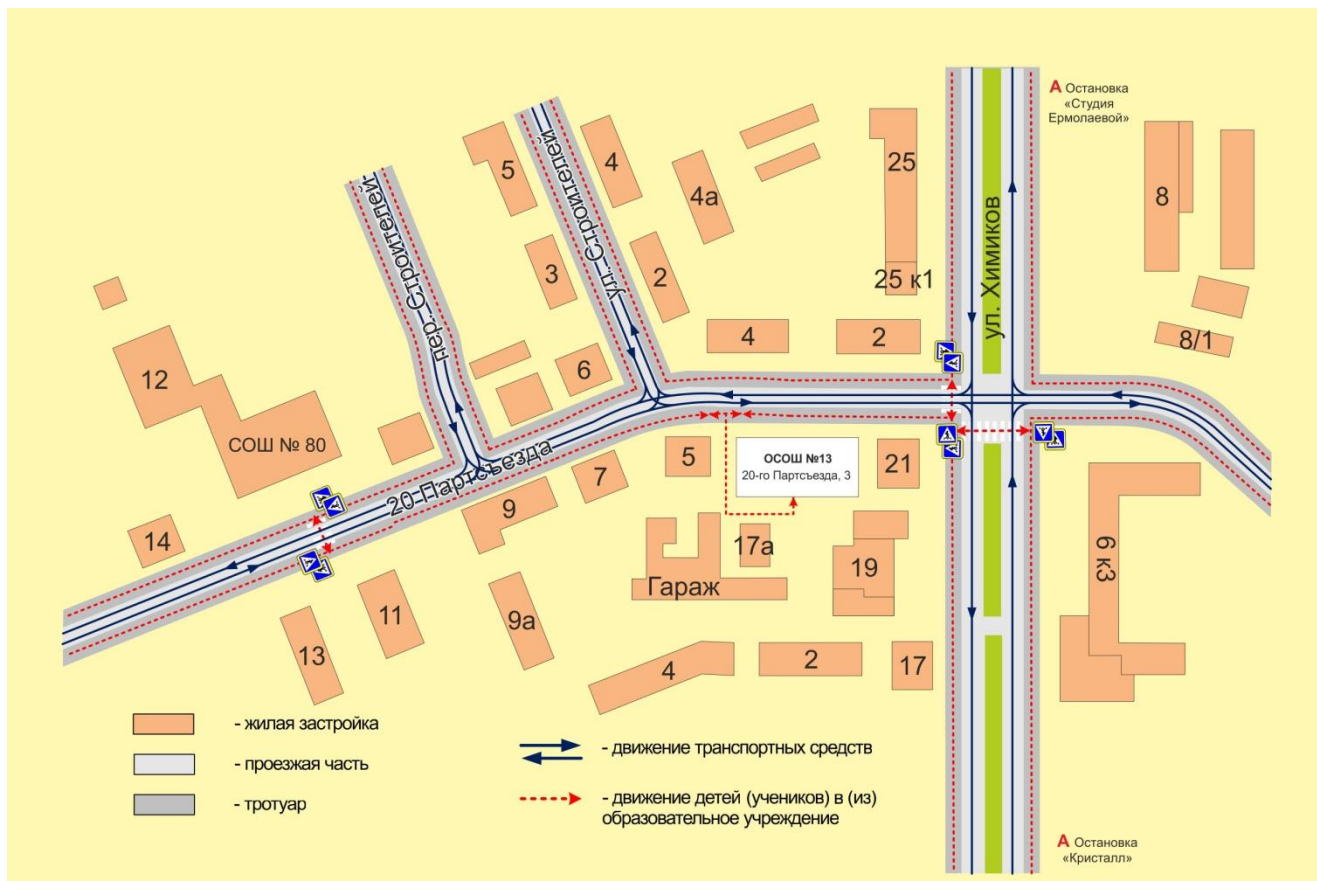 А Остановка
«Студия
Ермолаевой»
5
4
4а
25
25 к1
8
8/1
пер. Строителей
ул. Строителей
ул. Химиков
3
2
4
2
6
12
СОШ № 80
20 Партсъезда
14
9
7
5
ОСОШ №13
20-го Партсъезда, 3
21
17а
Гараж
19
6 к3
11
13
9а
4
2
17
- жилая застройка
- проезжая часть
- тротуар
- движение транспортных средств
- движение детей (учеников) в (из)
образовательное учреждение
А Остановка
«Кристалл»